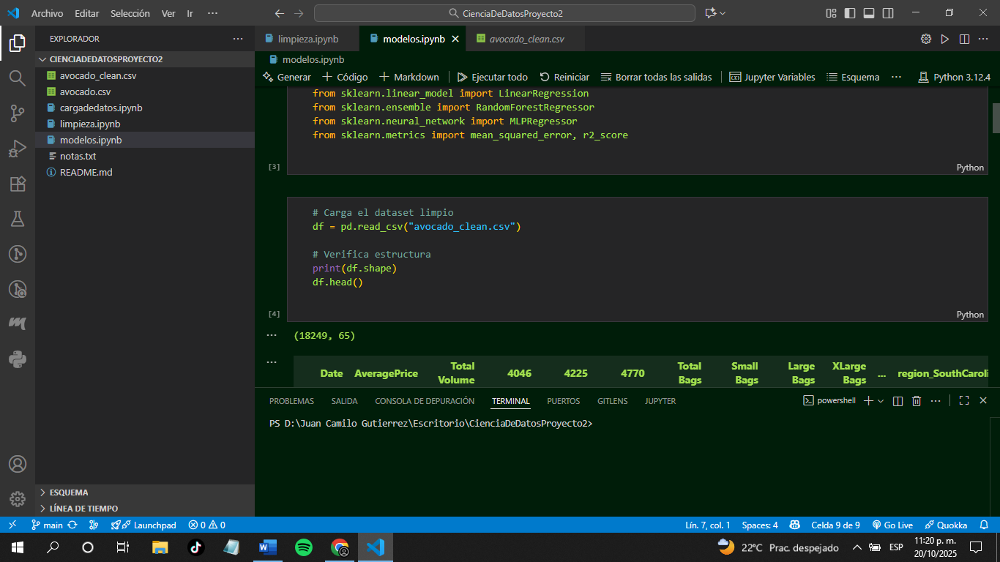 Archivo Editar Selección Ver Ir ··· CienciaDeDatosProyecto2
EXPLORADOR ···
CIENCIADEDATOSPROYECTO2
avocado_clean.csv
avocado.csv
cargadedatos.ipynb
limpieza.ipynb
modelos.ipynb
notas.txt
README.md
ESQUEMA
LÍNEA DE TIEMPO
limpieza.ipynb modelos.ipynb avocado_clean.csv
modelos.ipynb
Generar Código Markdown Ejecutar todo Reiniciar Borrar todas las salidas Jupyter Variables Esquema ··· Python 3.12.4
from sklearn.linear_model import LinearRegression
from sklearn.ensemble import RandomForestRegressor
from sklearn.neural_network import MLPRegressor
from sklearn.metrics import mean_squared_error, r2_score
[3] Python
# Carga el dataset limpio
df = pd.read_csv("avocado_clean.csv")
# Verifica estructura
print(df.shape)
df.head()
[4] Python
··· (18249, 65)
···
Date AveragePrice Total Volume 4046 4225 4770 Total Bags Small Bags Large Bags XLarge Bags ... region_SouthCaroli
PROBLEMAS SALIDA CONSOLA DE DEPURACIÓN TERMINAL PUERTOS GITLENS JUPYTER powershell ···
PS D:\Juan Camilo Gutierrez\Escritorio\CienciaDeDatosProyecto2>
main Launchpad 0 0 Lín. 7, col. 1 Spaces: 4 Celda 9 de 9 Go Live Quokka
22°C Prac. despejado ESP 11:20 p. m.
20/10/2025